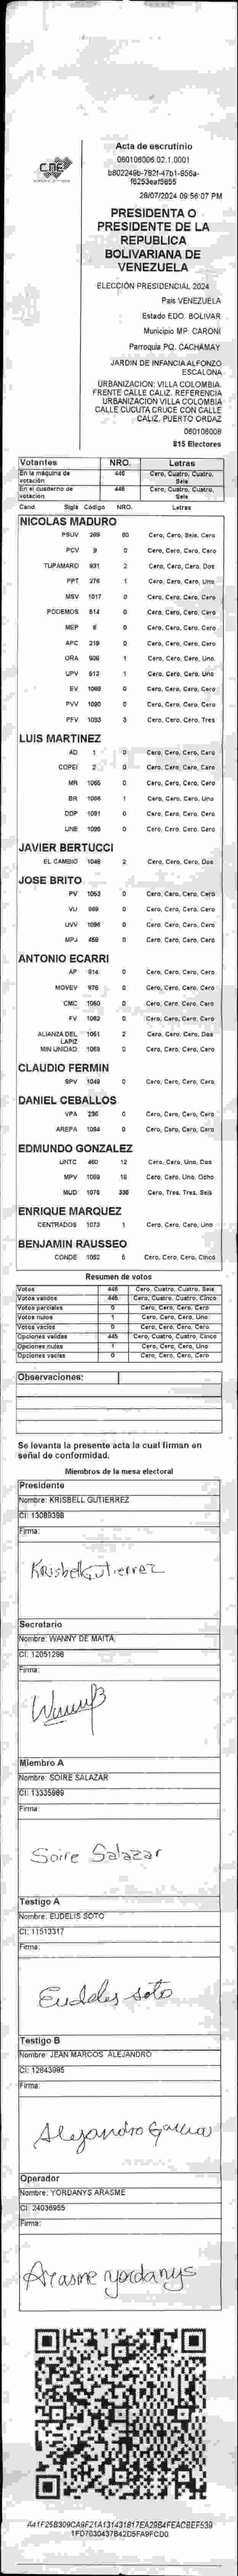 CNE
Acta de escrutinio
060106006.02.1.0001
28/07/2024 09:56:07 PM
PRESIDENTA O
PRESIDENTE DE LA
REPUBLICA
BOLIVARIANA DE
VENEZUELA
ELECCIÓN PRESIDENCIAL 2024
País VENEZUELA
Estado EDO. BOLIVAR
Municipio MP. CARONI
Parroquia PQ. CACHAMAY
JARDIN DE INFANCIA ALFONZO
ESCALONA
URBANIZACION: VILLA COLOMBIA.
FRENTE CALLE CALIZ. REFERENCIA
URBANIZACION VILLA COLOMBIA
CALLE CUCUTA CRUCE CON CALLE
CALIZ. PUERTO ORDAZ
060106006
815 Electores
Votantes NRO. Letras
En la máquina de votación 446 Cero, Cuatro, Cuatro, Seis
En el cuaderno de votación 446 Cero, Cuatro, Cuatro, Seis
Cand. Sigla Código NRO. Letras
NICOLAS MADURO
PSUV 269 60 Cero, Cero, Seis, Cero
PCV 9 0 Cero, Cero, Cero, Cero
TUPAMARO 831 2 Cero, Cero, Cero, Dos
PPT 276 1 Cero, Cero, Cero, Uno
MSV 1017 0 Cero, Cero, Cero, Cero
PODEMOS 514 0 Cero, Cero, Cero, Cero
MEP 6 0 Cero, Cero, Cero, Cero
APC 219 0 Cero, Cero, Cero, Cero
ORA 906 1 Cero, Cero, Cero, Uno
UPV 513 1 Cero, Cero, Cero, Uno
EV 1069 0 Cero, Cero, Cero, Cero
PVV 1090 0 Cero, Cero, Cero, Cero
PFV 1093 3 Cero, Cero, Cero, Tres
LUIS MARTINEZ
AD 1 0 Cero, Cero, Cero, Cero
COPEI 2 0 Cero, Cero, Cero, Cero
MR 1065 0 Cero, Cero, Cero, Cero
BR 1066 1 Cero, Cero, Cero, Uno
DDP 1091 0 Cero, Cero, Cero, Cero
UNE 1095 0 Cero, Cero, Cero, Cero
JAVIER BERTUCCI
EL CAMBIO 1048 2 Cero, Cero, Cero, Dos
JOSE BRITO
PV 1053 0 Cero, Cero, Cero, Cero
VU 969 0 Cero, Cero, Cero, Cero
UVV 1096 0 Cero, Cero, Cero, Cero
MPJ 459 0 Cero, Cero, Cero, Cero
ANTONIO ECARRI
AP 814 0 Cero, Cero, Cero, Cero
MOVEV 976 0 Cero, Cero, Cero, Cero
CMC 1060 0 Cero, Cero, Cero, Cero
FV 1062 0 Cero, Cero, Cero, Cero
ALIANZA DEL LAPIZ 1051 2 Cero, Cero, Cero, Dos
MIN UNIDAD 1068 0 Cero, Cero, Cero, Cero
CLAUDIO FERMIN
SPV 1049 0 Cero, Cero, Cero, Cero
DANIEL CEBALLOS
VPA 236 0 Cero, Cero, Cero, Cero
AREPA 1094 0 Cero, Cero, Cero, Cero
EDMUNDO GONZALEZ
UNTC 460 12 Cero, Cero, Uno, Dos
MPV 1059 18 Cero, Cero, Uno, Ocho
MUD 1076 336 Cero, Tres, Tres, Seis
ENRIQUE MARQUEZ
CENTRADOS 1073 1 Cero, Cero, Cero, Uno
BENJAMIN RAUSSEO
CONDE 1052 5 Cero, Cero, Cero, Cinco
Resumen de votos
Votos 446 Cero, Cuatro, Cuatro, Seis
Votos validos 445 Cero, Cuatro, Cuatro, Cinco
Votos parciales 0 Cero, Cero, Cero, Cero
Votos nulos 1 Cero, Cero, Cero, Uno
Votos vacíos 0 Cero, Cero, Cero, Cero
Opciones validas 445 Cero, Cuatro, Cuatro, Cinco
Opciones nulas 1 Cero, Cero, Cero, Uno
Opciones vacías 0 Cero, Cero, Cero, Cero
Observaciones:
Se levanta la presente acta la cual firman en
señal de conformidad.
Miembros de la mesa electoral
Presidente
Nombre: KRISBELL GUTIERREZ
CI: 13089398
Firma:
Krisbell Gutierrez
Secretario
Nombre: WANNY DE MAITA
CI: 12051298
Firma:
Miembro A
Nombre: SOIRE SALAZAR
CI: 13335989
Firma:
Soire Salazar
Testigo A
Nombre: EUDELIS SOTO
CI: 11513317
Firma:
Eudelis soto
Testigo B
Nombre: JEAN MARCOS ALEJANDRO
CI: 12643995
Firma:
Alejandro Garcia
Operador
Nombre: YORDANYS ARASME
CI: 24036955
Firma:
Arasme yordanys